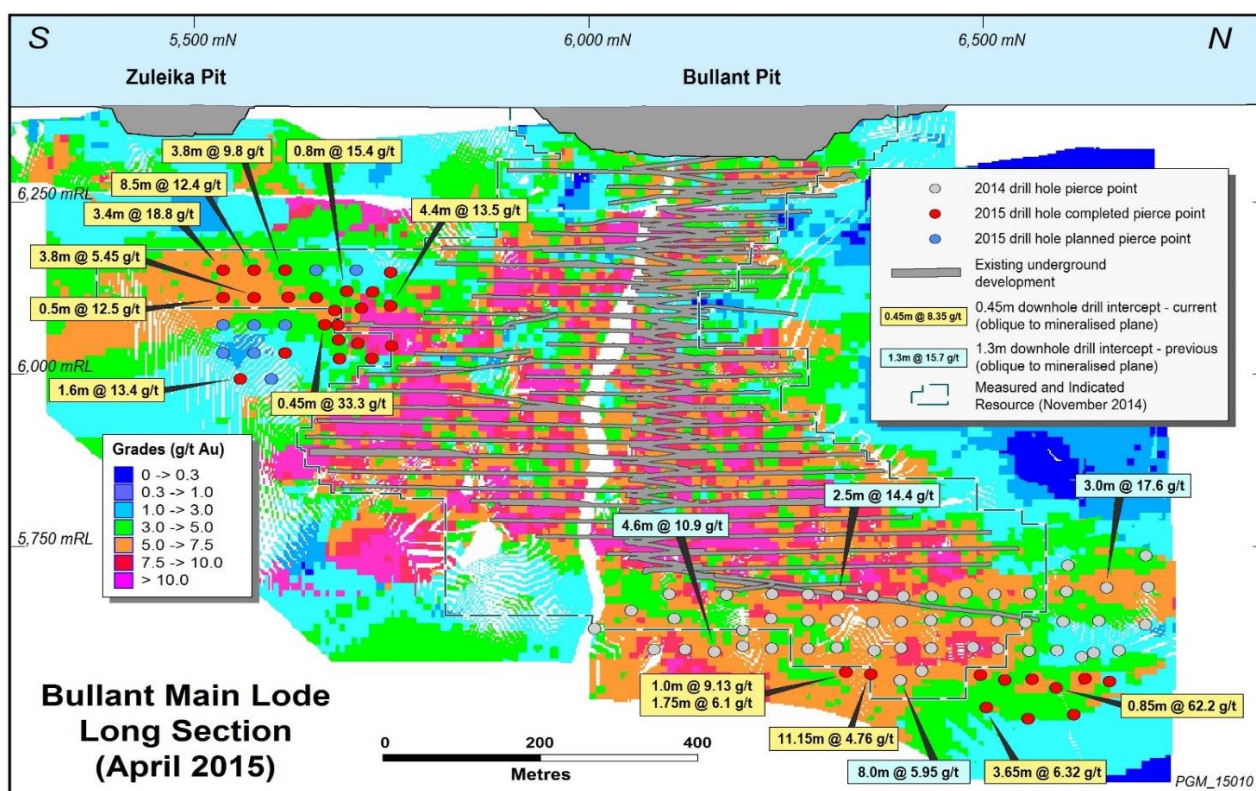 S
5,500 mN
6,000 mN
6,500 mN
N
Zuleika Pit
Bullant Pit
3.8m @ 9.8 g/t
0.8m @ 15.4 g/t
8.5m @ 12.4 g/t
3.4m @ 18.8 g/t
4.4m @ 13.5 g/t
3.8m @ 5.45 g/t
0.5m @ 12.5 g/t
1.6m @ 13.4 g/t
0.45m @ 33.3 g/t
6,250 mRL
6,000 mRL
5,750 mRL
2014 drill hole pierce point
2015 drill hole completed pierce point
2015 drill hole planned pierce point
Existing underground
development
0.45m @ 8.35 g/t
0.45m downhole drill intercept - current
(oblique to mineralised plane)
1.3m @ 15.7 g/t
1.3m downhole drill intercept - previous
(oblique to mineralised plane)
Measured and Indicated
Resource (November 2014)
Grades (g/t Au)
0 -> 0.3
0.3 -> 1.0
1.0 -> 3.0
3.0 -> 5.0
5.0 -> 7.5
7.5 -> 10.0
> 10.0
3.0m @ 17.6 g/t
2.5m @ 14.4 g/t
4.6m @ 10.9 g/t
1.0m @ 9.13 g/t
1.75m @ 6.1 g/t
11.15m @ 4.76 g/t
8.0m @ 5.95 g/t
3.65m @ 6.32 g/t
0.85m @ 62.2 g/t
Bullant Main Lode
Long Section
(April 2015)
0
200
400
Metres
PGM_15010